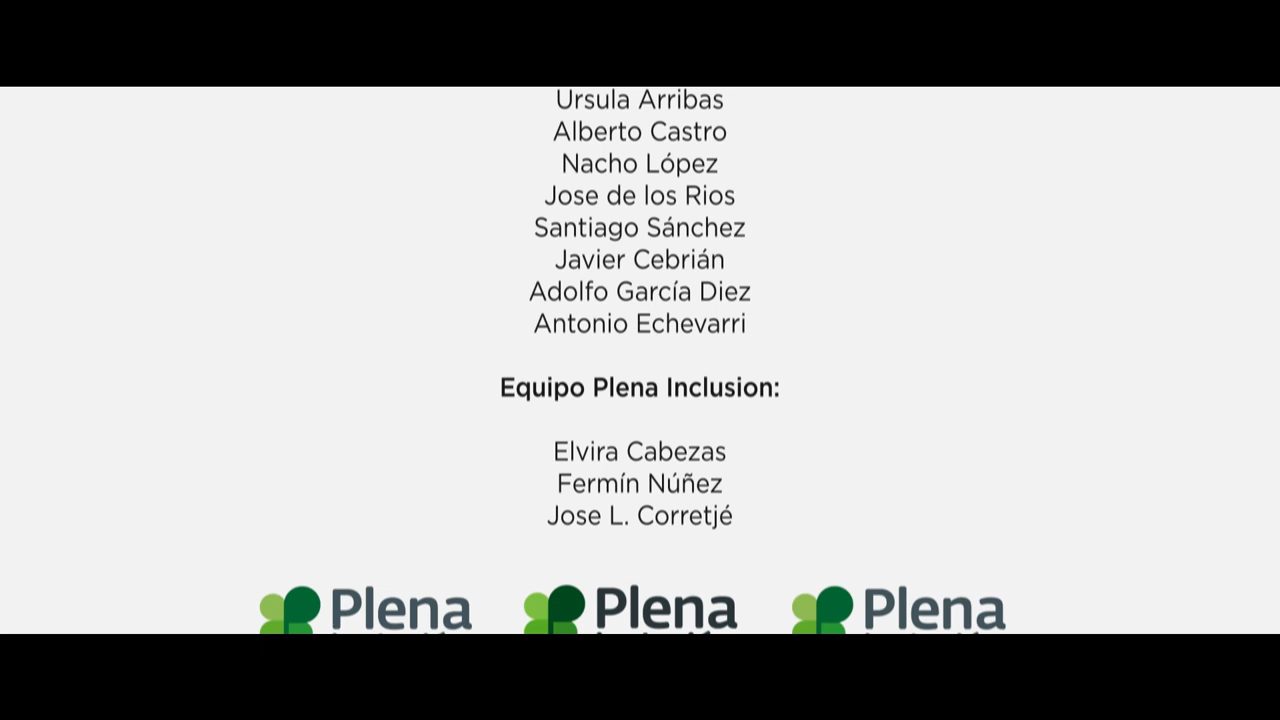 Ursula Arribas
Alberto Castro
Nacho López
Jose de los Rios
Santiago Sánchez
Javier Cebrián
Adolfo García Diez
Antonio Echevarri
Equipo Plena Inclusion:
Elvira Cabezas
Fermín Núñez
Jose L. Corretjé
Plena Plena Plena